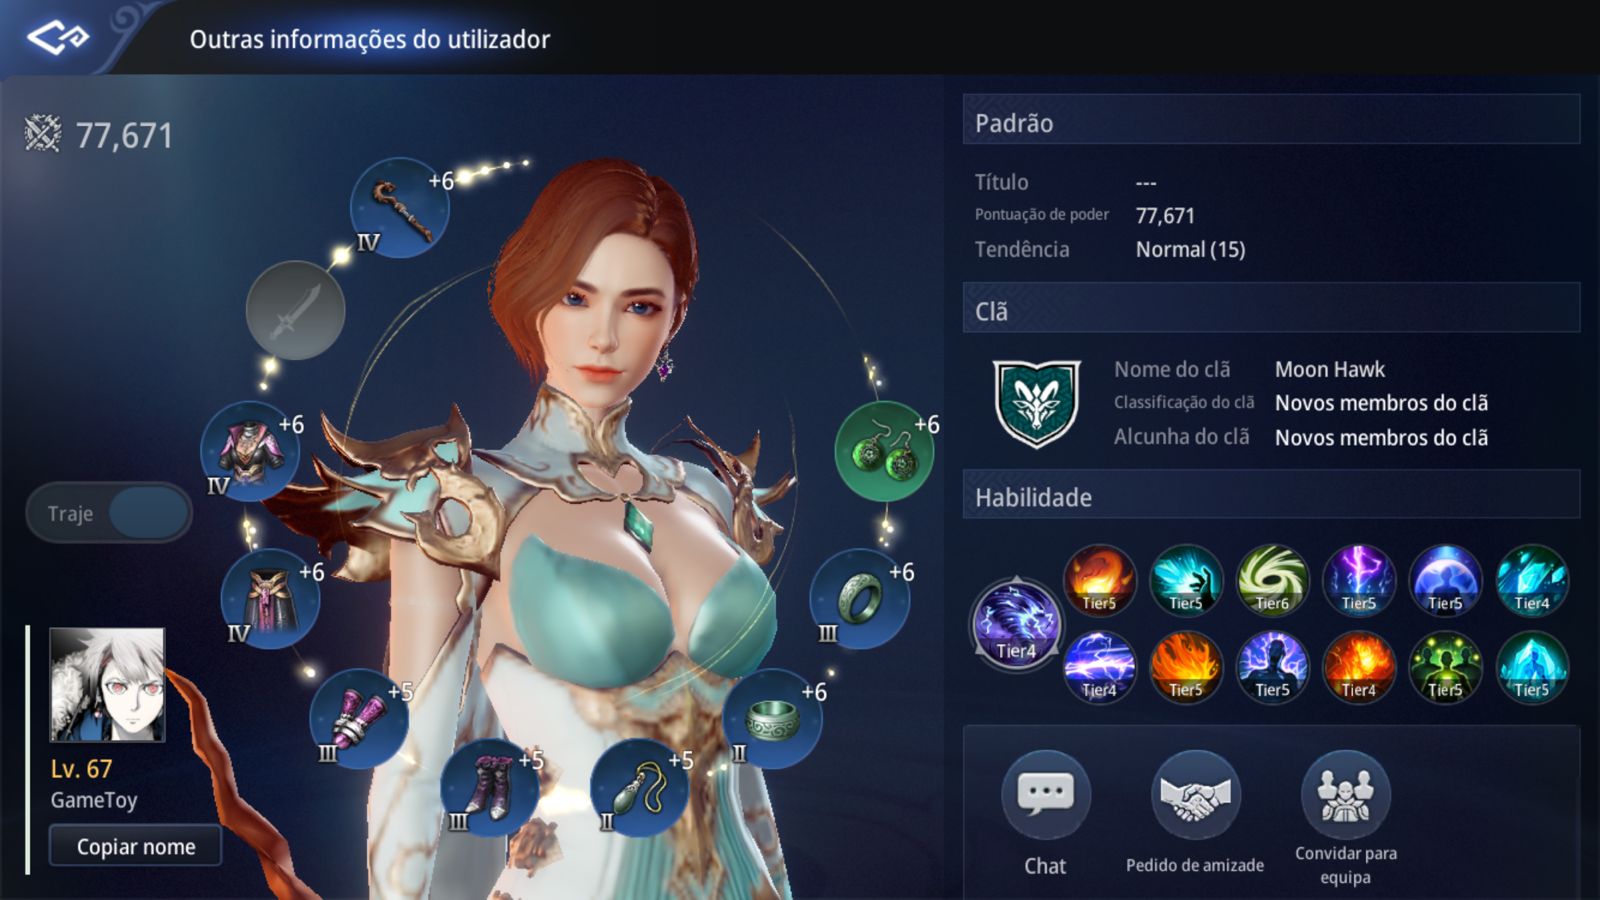 Outras informações do utilizador
77,671
+6
IV
+6
IV
+6
IV
+5
III
+5
III
+5
II
+6
II
+6
III
+6
Traje
Lv. 67
GameToy
Copiar nome
Padrão
Título ---
Pontuação de poder 77,671
Tendência Normal (15)
Clã
Nome do clã Moon Hawk
Classificação do clã Novos membros do clã
Alcunha do clã Novos membros do clã
Habilidade
Tier4
Tier5 Tier5 Tier6 Tier5 Tier5 Tier4
Tier4 Tier5 Tier5 Tier4 Tier5 Tier5
Chat
Pedido de amizade
Convidar para
equipa